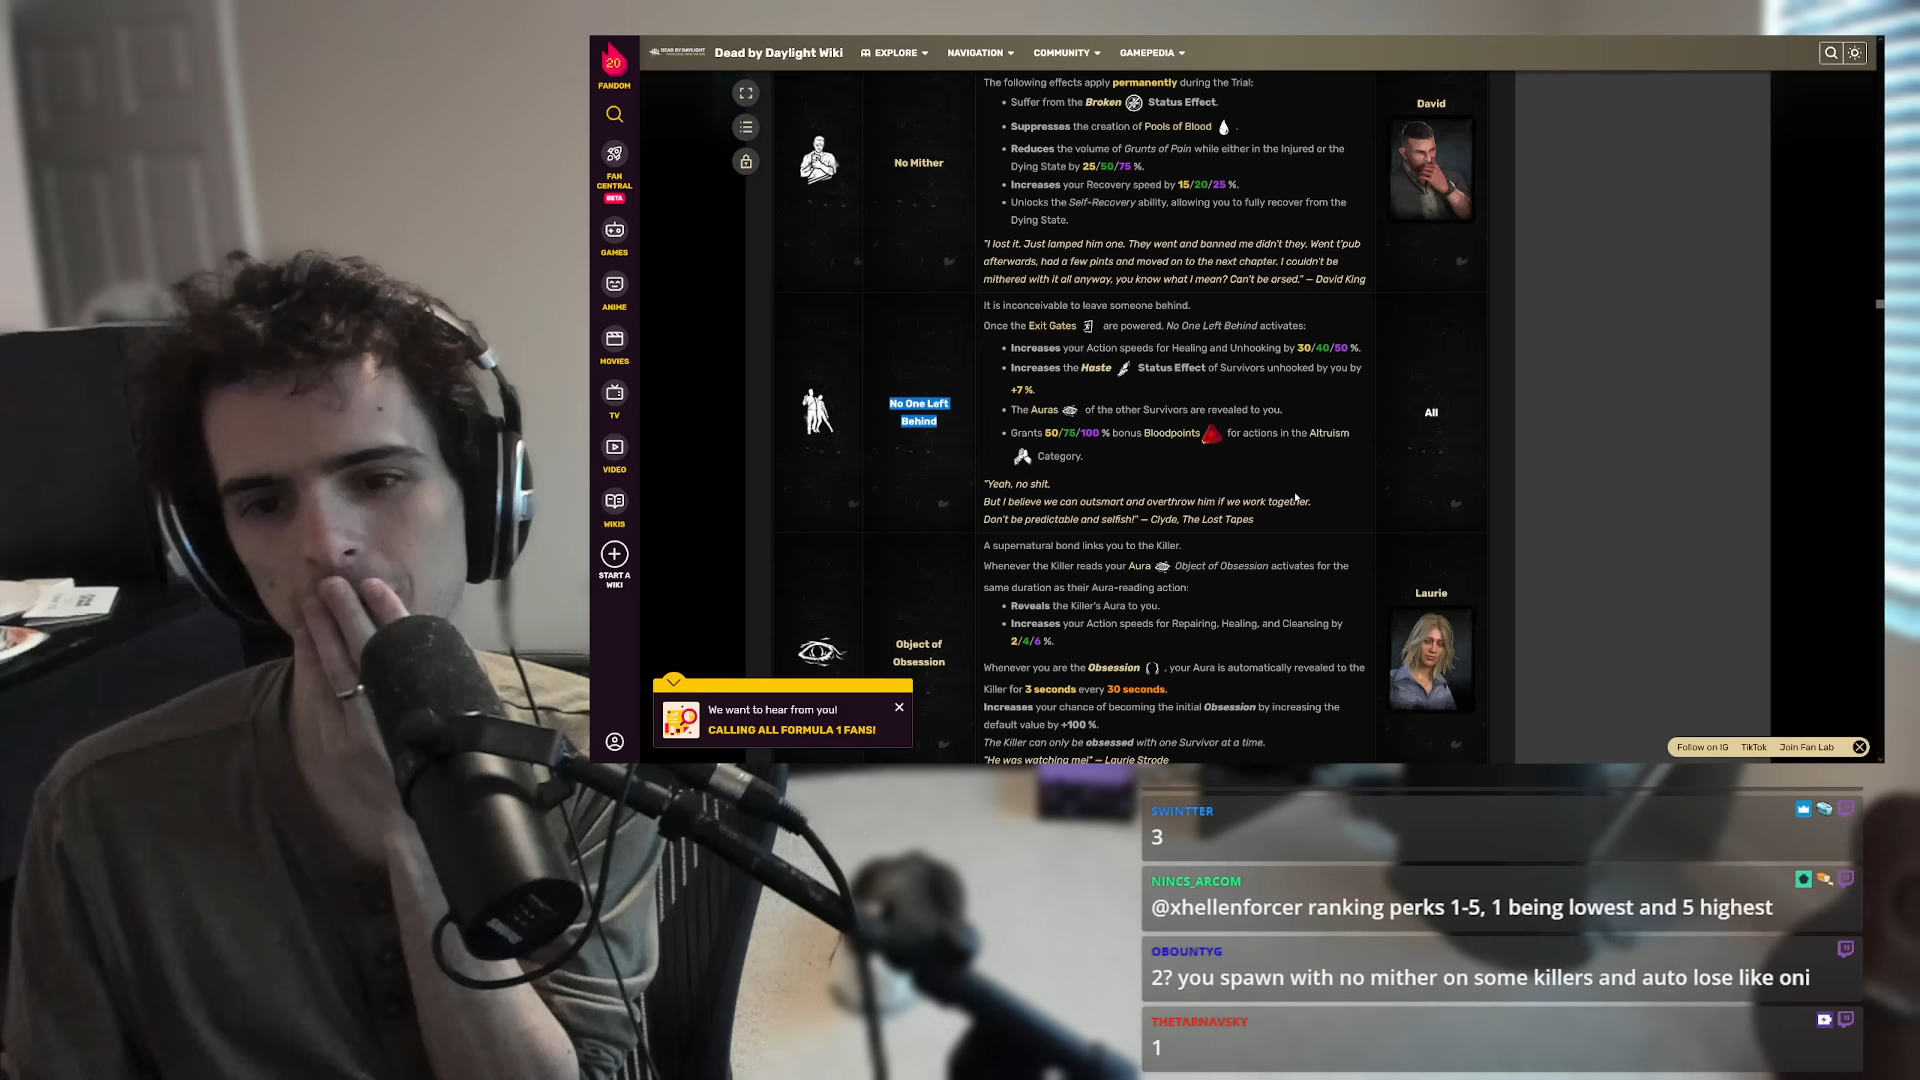 20
FANDOM
FAN
CENTRAL
BETA
GAMES
ANIME
MOVIES
TV
VIDEO
WIKIS
START A
WIKI
DEAD BY DAYLIGHT
Dead by Daylight Wiki
EXPLORE
NAVIGATION
COMMUNITY
GAMEPEDIA
No Mither
The following effects apply permanently during the Trial:
• Suffer from the Broken Status Effect.
• Suppresses the creation of Pools of Blood .
• Reduces the volume of Grunts of Pain while either in the Injured or the
Dying State by 25/50/75 %.
• Increases your Recovery speed by 15/20/25 %.
• Unlocks the Self-Recovery ability, allowing you to fully recover from the
Dying State.
"I lost it. Just lamped him one. They went and banned me didn't they. Went t'pub
afterwards, had a few pints and moved on to the next chapter. I couldn't be
mithered with it all anyway, you know what I mean? Can't be arsed." — David King
David
No One Left
Behind
It is inconceivable to leave someone behind.
Once the Exit Gates are powered, No One Left Behind activates:
• Increases your Action speeds for Healing and Unhooking by 30/40/50 %.
• Increases the Haste Status Effect of Survivors unhooked by you by
+7 %.
• The Auras of the other Survivors are revealed to you.
• Grants 50/75/100 % bonus Bloodpoints for actions in the Altruism
Category.
"Yeah, no shit.
But I believe we can outsmart and overthrow him if we work together.
Don't be predictable and selfish!" — Clyde, The Lost Tapes
All
Object of
Obsession
A supernatural bond links you to the Killer.
Whenever the Killer reads your Aura Object of Obsession activates for the
same duration as their Aura-reading action:
• Reveals the Killer's Aura to you.
• Increases your Action speeds for Repairing, Healing, and Cleansing by
2/4/6 %.
Whenever you are the Obsession , your Aura is automatically revealed to the
Killer for 3 seconds every 30 seconds.
Increases your chance of becoming the initial Obsession by increasing the
default value by +100 %.
The Killer can only be obsessed with one Survivor at a time.
"He was watching me!" — Laurie Strode
Laurie
We want to hear from you!
CALLING ALL FORMULA 1 FANS!
Follow on IG
TikTok
Join Fan Lab
SWINTTER
3
NINCS_ARCOM
@xhellenforcer ranking perks 1-5, 1 being lowest and 5 highest
OBOUNTYG
2? you spawn with no mither on some killers and auto lose like oni
THETARNAVSKY
1